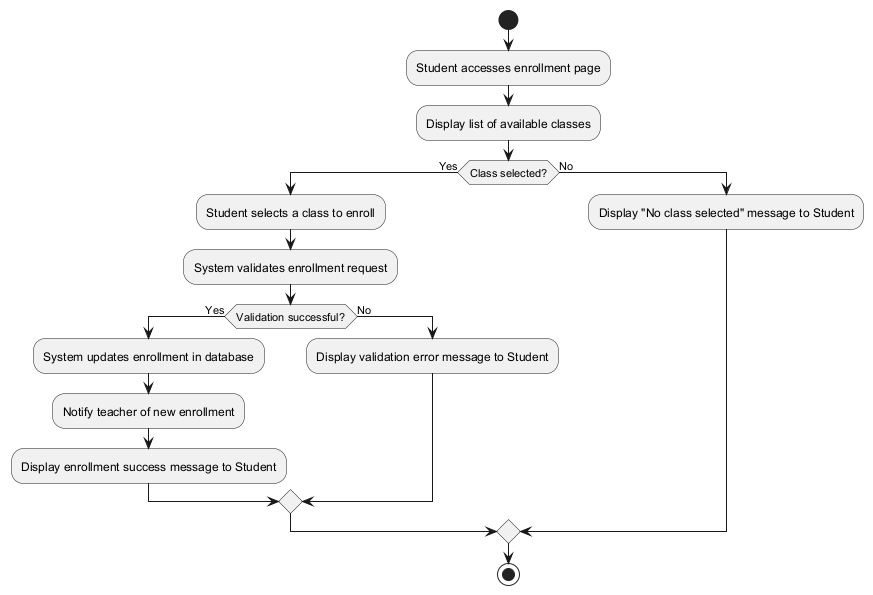 Student accesses enrollment page
Display list of available classes
Yes
Class selected?
No
Student selects a class to enroll
Display "No class selected" message to Student
System validates enrollment request
Yes
Validation successful?
No
System updates enrollment in database
Display validation error message to Student
Notify teacher of new enrollment
Display enrollment success message to Student